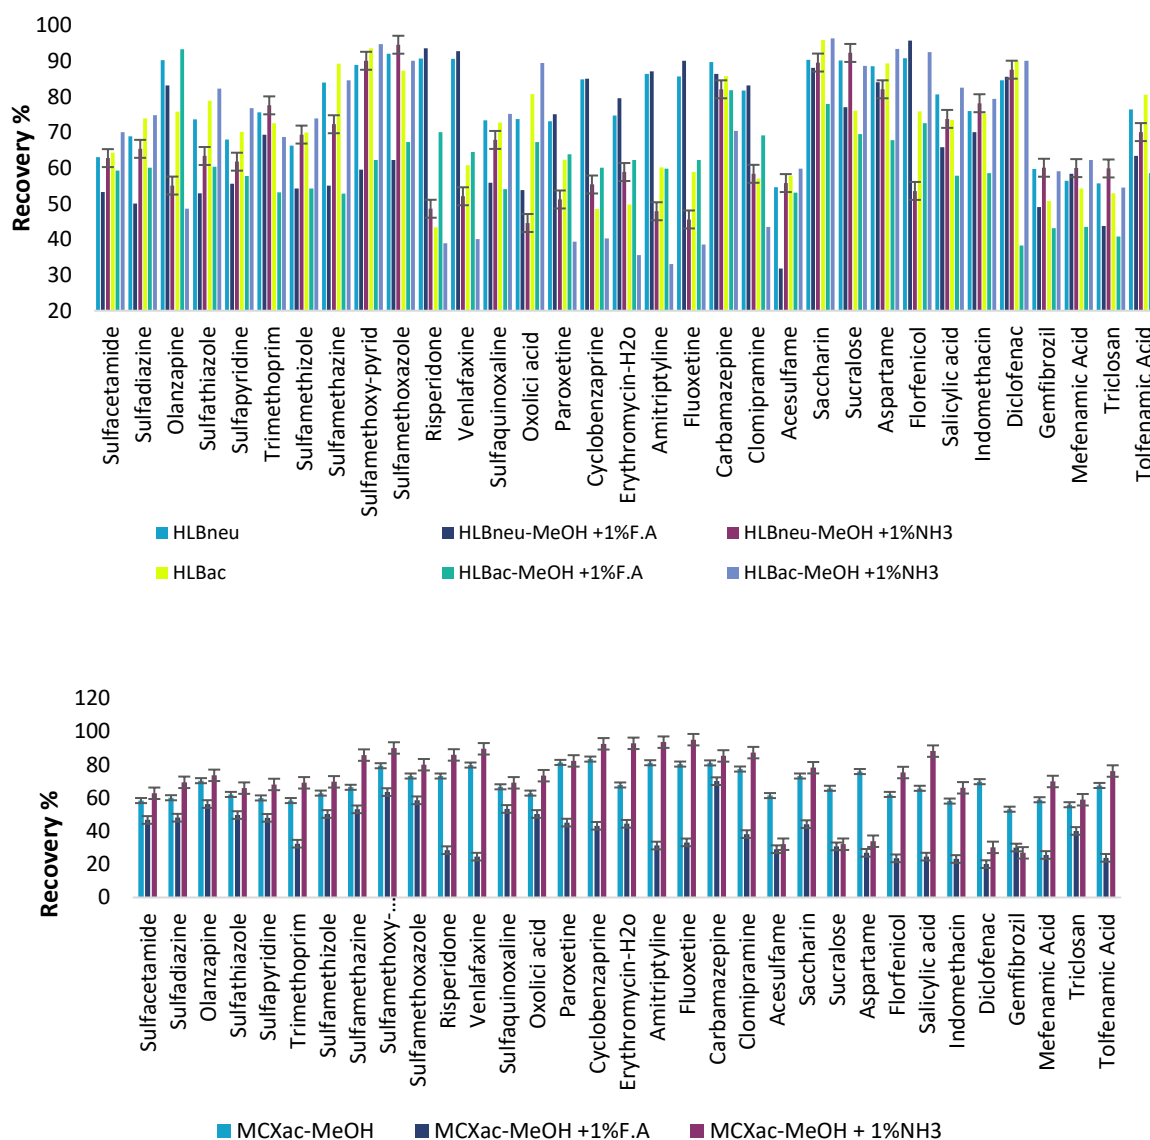 100
90
80
70
60
50
40
30
20
Recovery %
Sulfacetamide
Sulfadiazine
Olanzapine
Sulfathiazole
Sulfapyridine
Trimethoprim
Sulfamethizole
Sulfamethazine
Sulfamethoxy-pyrid
Sulfamethoxazole
Risperidone
Venlafaxine
Sulfaquinoxaline
Oxolici acid
Paroxetine
Cyclobenzaprine
Erythromycin-H2o
Amitriptyline
Fluoxetine
Carbamazepine
Clomipramine
Acesulfame
Saccharin
Sucralose
Aspartame
Florfenicol
Salicylic acid
Indomethacin
Diclofenac
Gemfibrozil
Mefenamic Acid
Triclosan
Tolfenamic Acid
HLBneu
HLBneu-MeOH +1%F.A
HLBneu-MeOH +1%NH3
HLBac
HLBac-MeOH +1%F.A
HLBac-MeOH +1%NH3
120
100
80
60
40
20
0
Recovery %
Sulfacetamide
Sulfadiazine
Olanzapine
Sulfathiazole
Sulfapyridine
Trimethoprim
Sulfamethizole
Sulfamethazine
Sulfamethoxy-…
Sulfamethoxazole
Risperidone
Venlafaxine
Sulfaquinoxaline
Oxolici acid
Paroxetine
Cyclobenzaprine
Erythromycin-H2o
Amitriptyline
Fluoxetine
Carbamazepine
Clomipramine
Acesulfame
Saccharin
Sucralose
Aspartame
Florfenicol
Salicylic acid
Indomethacin
Diclofenac
Gemfibrozil
Mefenamic Acid
Triclosan
Tolfenamic Acid
MCXac-MeOH
MCXac-MeOH +1%F.A
MCXac-MeOH + 1%NH3